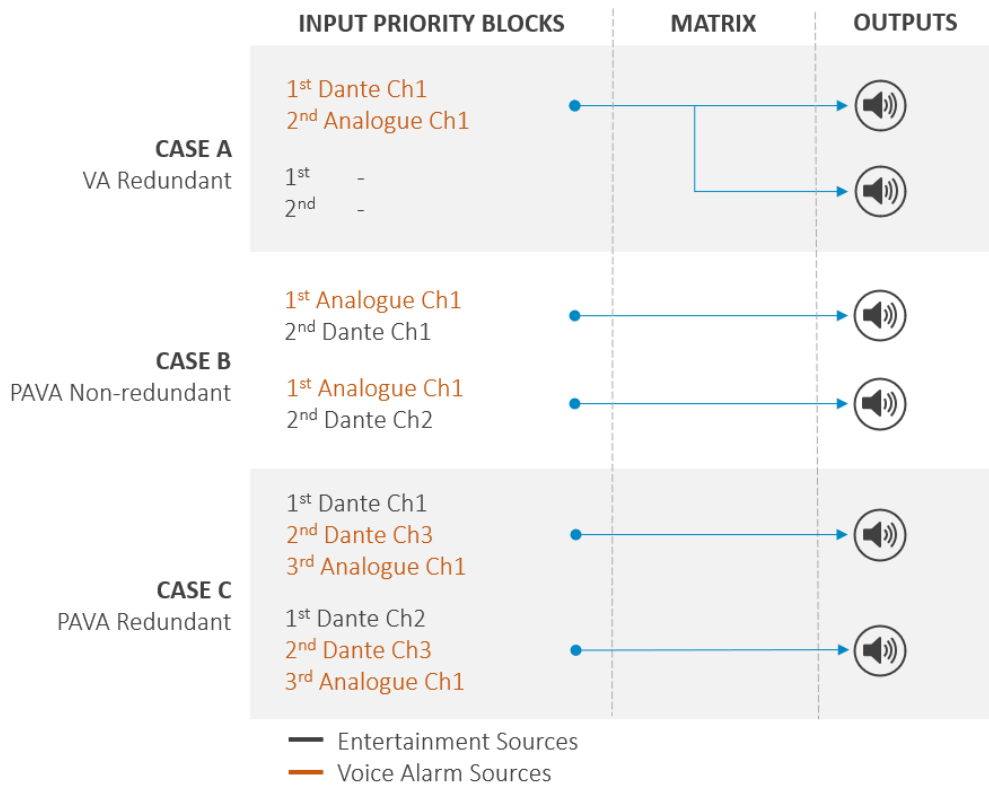 INPUT PRIORITY BLOCKS MATRIX OUTPUTS
CASE A
VA Redundant
1st Dante Ch1
2nd Analogue Ch1
1st -
2nd -
CASE B
PAVA Non-redundant
1st Analogue Ch1
2nd Dante Ch1
1st Analogue Ch1
2nd Dante Ch2
CASE C
PAVA Redundant
1st Dante Ch1
2nd Dante Ch3
3rd Analogue Ch1
1st Dante Ch2
2nd Dante Ch3
3rd Analogue Ch1
Entertainment Sources
Voice Alarm Sources